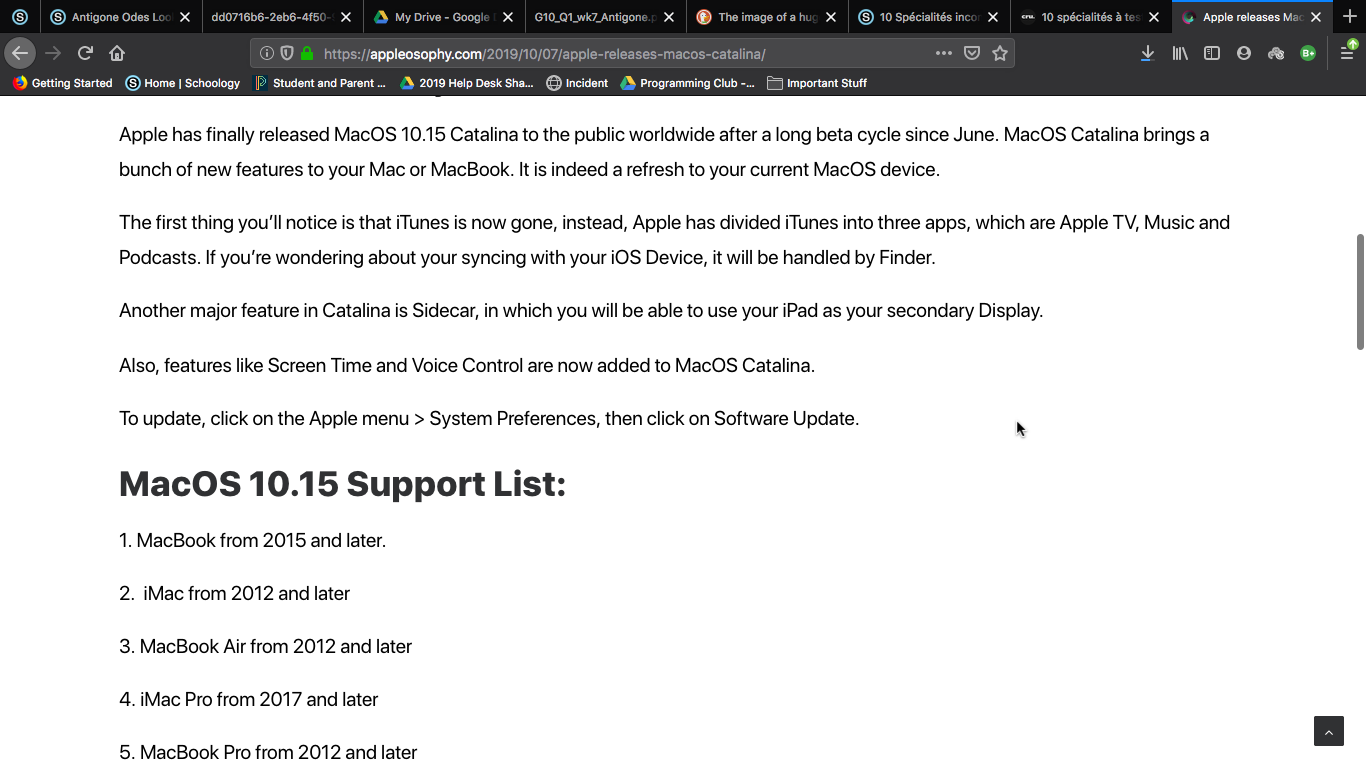 Antigone Odes Loo
dd0716b6-2eb6-4f50-
My Drive - Google
G10_Q1_wk7_Antigone.p
The image of a hug
10 Spécialités incor
10 spécialités à tes
Apple releases Mac
https://appleosophy.com/2019/10/07/apple-releases-macos-catalina/
B+
Getting Started
Home | Schoology
Student and Parent ...
2019 Help Desk Sha...
Incident
Programming Club -...
Important Stuff
Apple has finally released MacOS 10.15 Catalina to the public worldwide after a long beta cycle since June. MacOS Catalina brings a
bunch of new features to your Mac or MacBook. It is indeed a refresh to your current MacOS device.
The first thing you’ll notice is that iTunes is now gone, instead, Apple has divided iTunes into three apps, which are Apple TV, Music and
Podcasts. If you’re wondering about your syncing with your iOS Device, it will be handled by Finder.
Another major feature in Catalina is Sidecar, in which you will be able to use your iPad as your secondary Display.
Also, features like Screen Time and Voice Control are now added to MacOS Catalina.
To update, click on the Apple menu > System Preferences, then click on Software Update.
MacOS 10.15 Support List:
1. MacBook from 2015 and later.
2. iMac from 2012 and later
3. MacBook Air from 2012 and later
4. iMac Pro from 2017 and later
5. MacBook Pro from 2012 and later